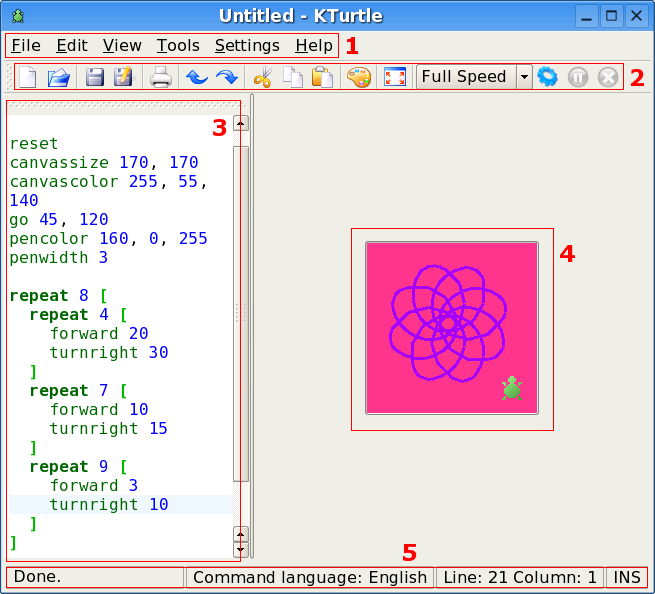 Untitled - KTurtle
File Edit View Tools Settings Help 1
Full Speed 2
3
reset
canvassize 170, 170
canvascolor 255, 55,
140
go 45, 120
pencolor 160, 0, 255
penwidth 3
repeat 8 [
repeat 4 [
forward 20
turnright 30
]
repeat 7 [
forward 10
turnright 15
]
repeat 9 [
forward 3
turnright 10
]
]
4
5
Done. Command language: English Line: 21 Column: 1 INS